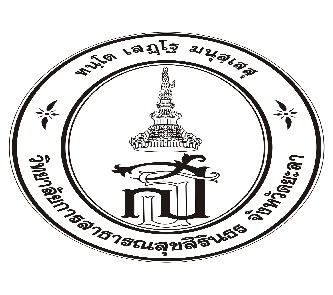 ทนฺโต เสฏฺโฐ มนุสฺเสสุ
สธ
วิทยาลัยการสาธารณสุขสิรินธร จังหวัดยะลา